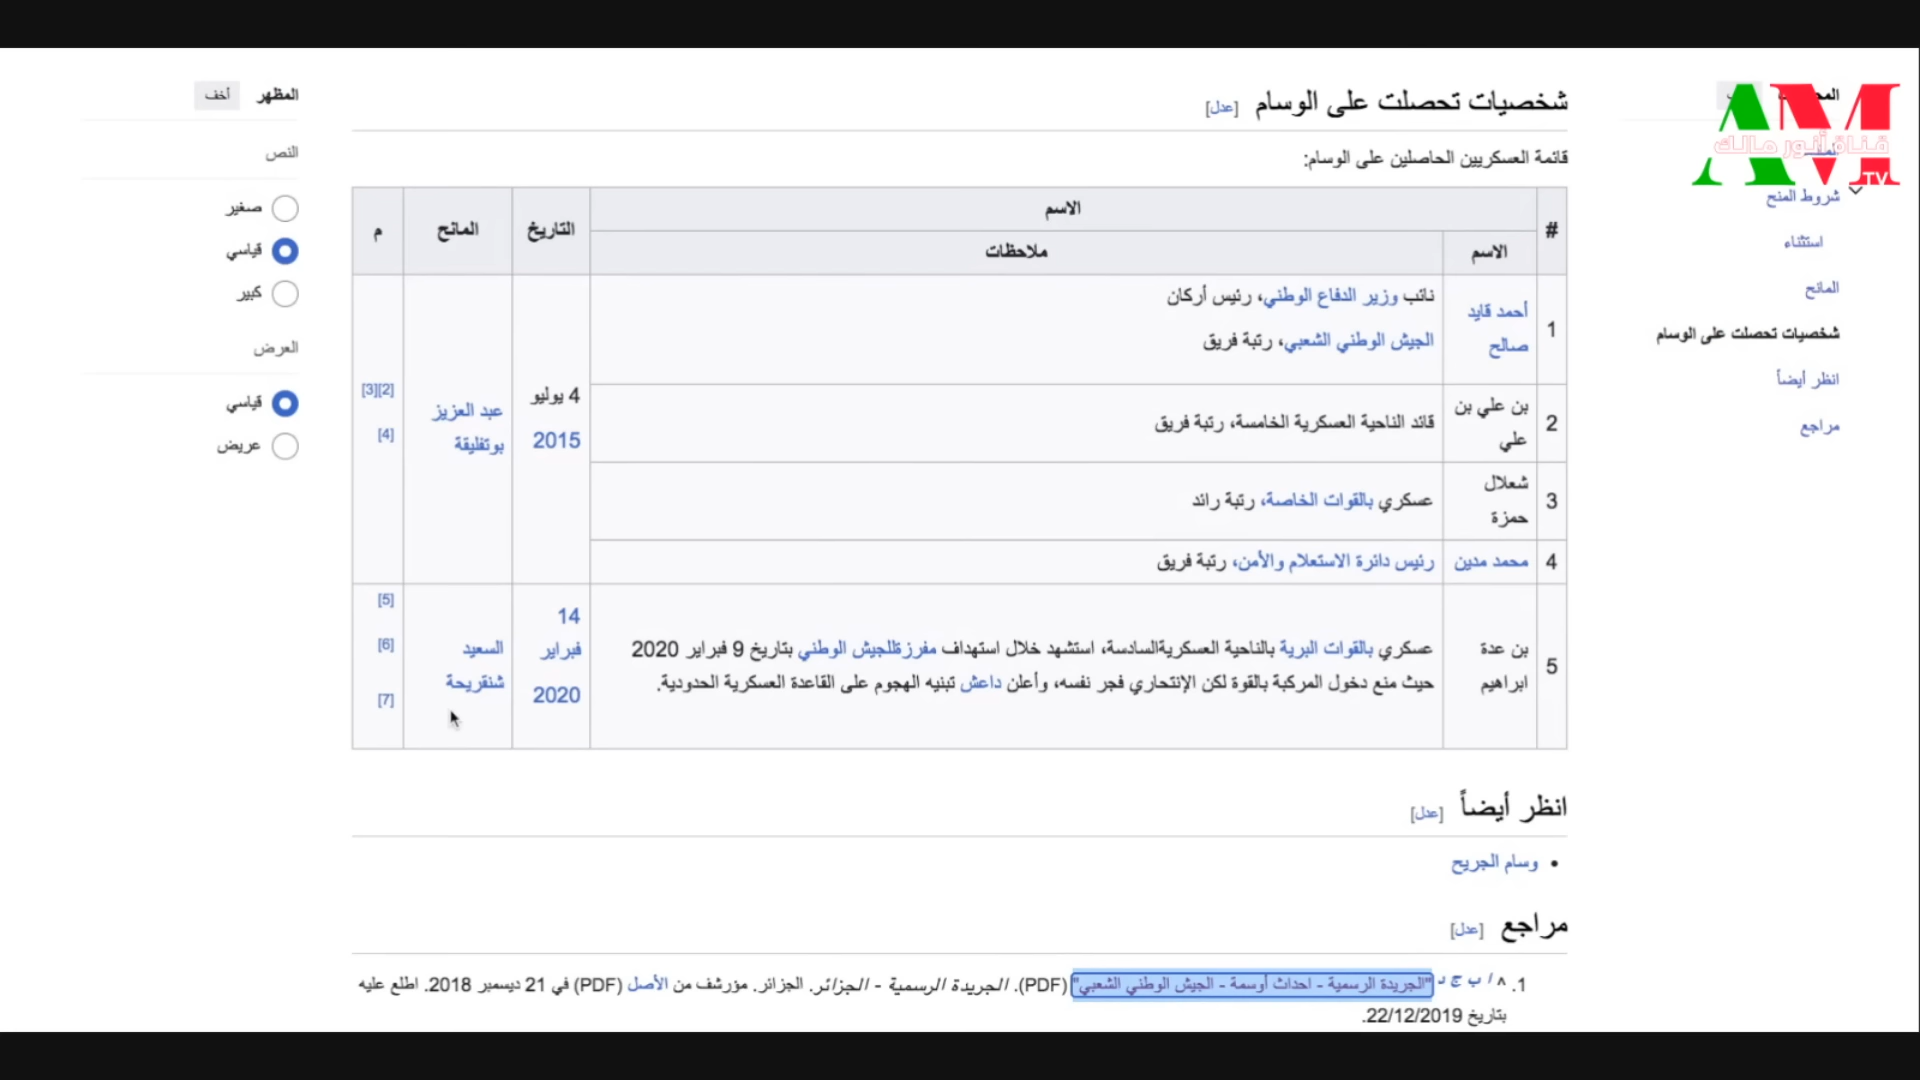 شخصيات تحصلت على الوسام [عدل]
قائمة العسكريين الحاصلين على الوسام:
# الاسم التاريخ المانح م
الاسم ملاحظات
1 أحمد قايد صالح
نائب وزير الدفاع الوطني، رئيس أركان
الجيش الوطني الشعبي، رتبة فريق
4 يوليو
2015
عبد العزيز
بوتفليقة
[2][3]
[4]
2 بن علي بن علي
قائد الناحية العسكرية الخامسة، رتبة فريق
3 شعلال حمزة
عسكري بالقوات الخاصة، رتبة رائد
4 محمد مدين
رئيس دائرة الاستعلام والأمن، رتبة فريق
5 بن عدة ابراهيم
عسكري بالقوات البرية بالناحية العسكريةالسادسة، استشهد خلال استهداف مفرزةللجيش الوطني بتاريخ 9 فبراير 2020
حيث منع دخول المركبة بالقوة لكن الإنتحاري فجر نفسه، وأعلن داعش تبنيه الهجوم على القاعدة العسكرية الحدودية.
14
فبراير
2020
السعيد
شنقريحة
[5]
[6]
[7]
انظر أيضاً [عدل]
• وسام الجريح
مراجع [عدل]
1. ^ ا ب ج د "الجريدة الرسمية - احداث أوسمة - الجيش الوطني الشعبي" (PDF). الجريدة الرسمية - الجزائر. الجزائر. مؤرشف من الأصل (PDF) في 21 ديسمبر 2018. اطلع عليه
بتاريخ 22/12/2019.
شروط المنح
استثناء
المانح
شخصيات تحصلت على الوسام
انظر أيضاً
مراجع
المظهر أخف
النص
صغير
قياسي
كبير
العرض
قياسي
عريض
AM
قناة أنور مالك
TV